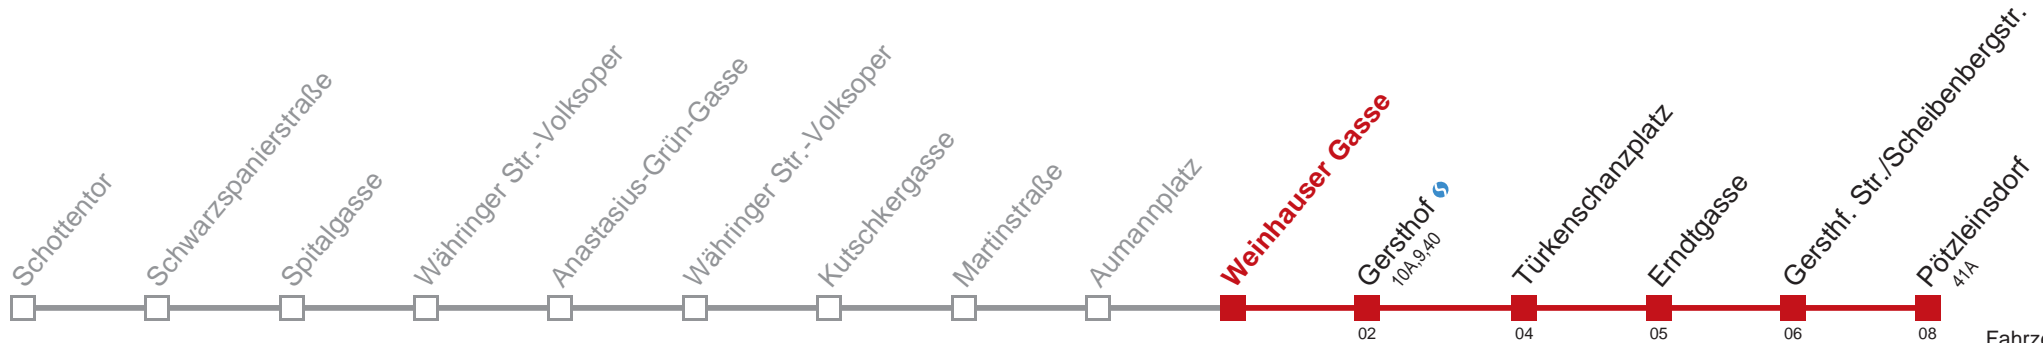 Schottentor
Schwarzspanierstraße
Spitalgasse
Währinger Str.-Volksoper
Anastasius-Grün-Gasse
Währinger Str.-Volksoper
Kutschkergasse
Martinstraße
Aumannplatz
Weinhauser Gasse
Gersthof
10A,9,40
Türkenschanzplatz
Erndtgasse
Gersthf. Str./Scheibenbergstr.
Pötzleinsdorf
41A
02
04
05
06
08